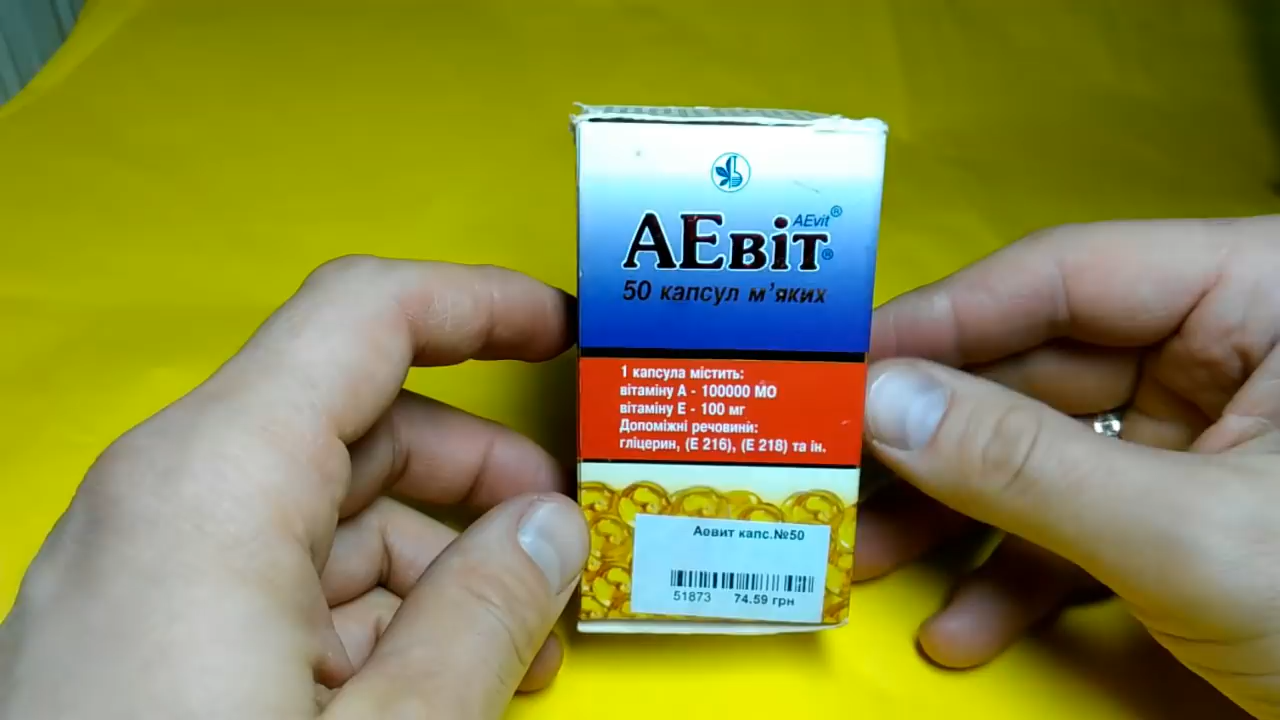 AEvit®
АЕвіт®
50 капсул м'яких
1 капсула містить:
вітаміну А - 100000 МО
вітаміну Е - 100 мг
Допоміжні речовини:
гліцерин, (Е 216), (Е 218) та ін.
Аевит капс.№50
51873 74.59 грн